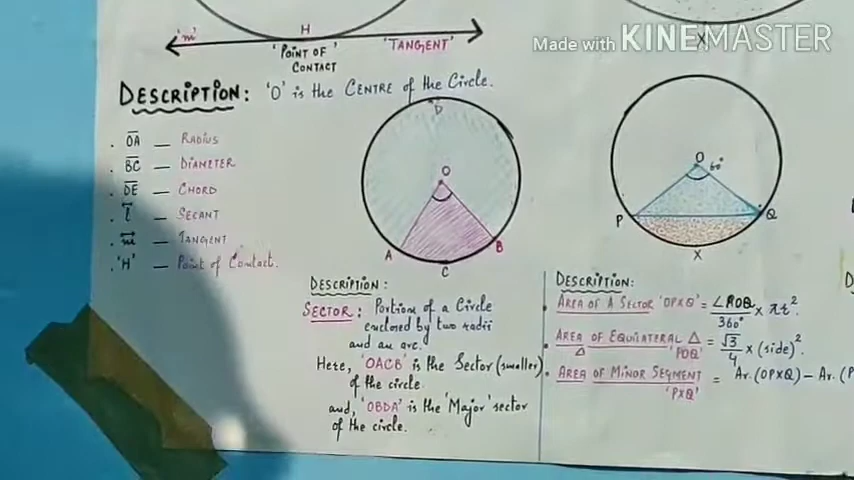 'm'
H
'POINT OF'
CONTACT
'TANGENT'
X
Made with KINEMASTER
DESCRIPTION: 'O' is the CENTRE of the Circle.
. OA — RADIUS
. BC — DIAMETER
. DE — CHORD
. l — SECANT
. m — TANGENT
. 'H' — Point of Contact.
D
O
A
B
C
O
60°
P
Q
X
DESCRIPTION:
SECTOR: Portion of a Circle
enclosed by two radii
and an arc.
Here, 'OACB' is the Sector (smaller)
of the circle
and, 'OBDA' is the 'Major' sector
of the circle.
DESCRIPTION:
. AREA OF A SECTOR 'OPXQ' = ∠POQ/360° × πr²
. AREA OF EQUILATERAL Δ 'POQ' = √3/4 × (side)².
. AREA OF MINOR SEGMENT 'PXQ' = Ar.(OPXQ) – Ar. (P